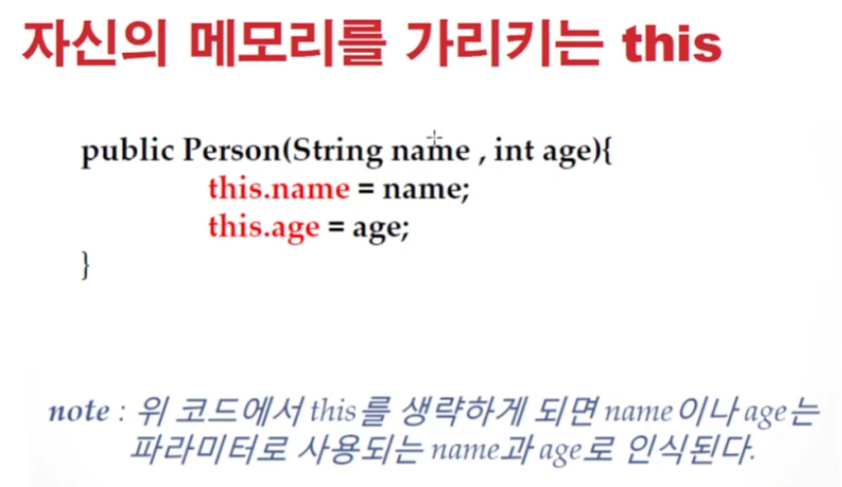 자신의 메모리를 가리키는 this
public Person(String name , int age){
this.name = name;
this.age = age;
}
note : 위 코드에서 this를 생략하게 되면 name이나 age는
파라미터로 사용되는 name과 age로 인식된다.